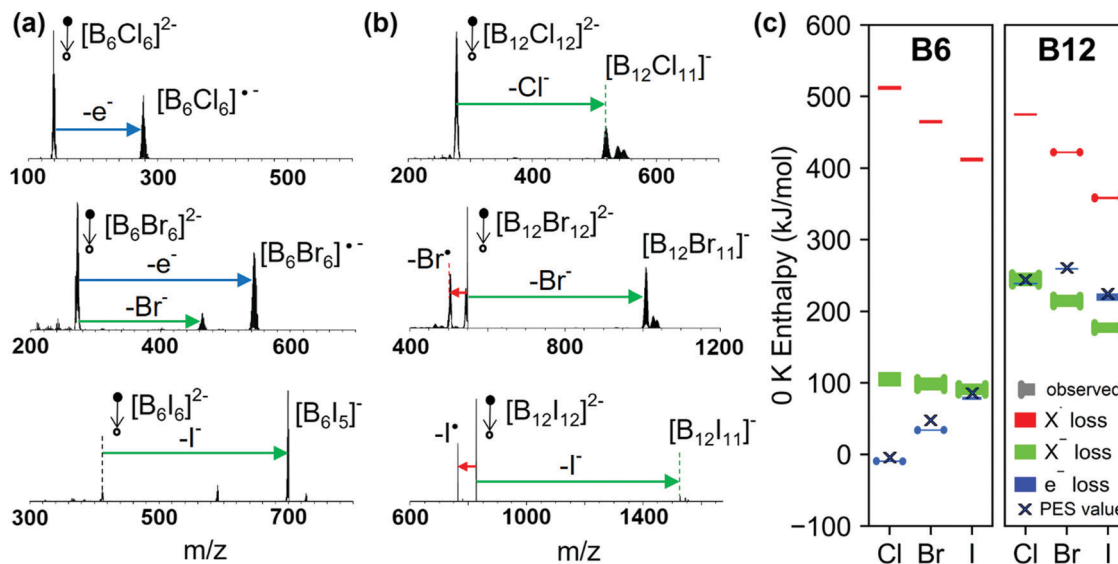 (a)
[B6Cl6]2-
-e-
[B6Cl6]•-
100 300 500
[B6Br6]2-
[B6Br6]•-
-e-
-Br-
200 400 600
[B6I6]2-
[B6I5]-
-I-
300 500 700
m/z
(b)
[B12Cl12]2-
[B12Cl11]-
-Cl-
200 400 600
[B12Br12]2-
[B12Br11]-
-Br•
-Br-
400 800 1200
[B12I12]2-
[B12I11]-
-I•
-I-
600 1000 1400
m/z
(c)
0 K Enthalpy (kJ/mol)
600
500
400
300
200
100
0
−100
B6
B12
observed
X· loss
X− loss
e− loss
PES value
Cl Br I
Cl Br I